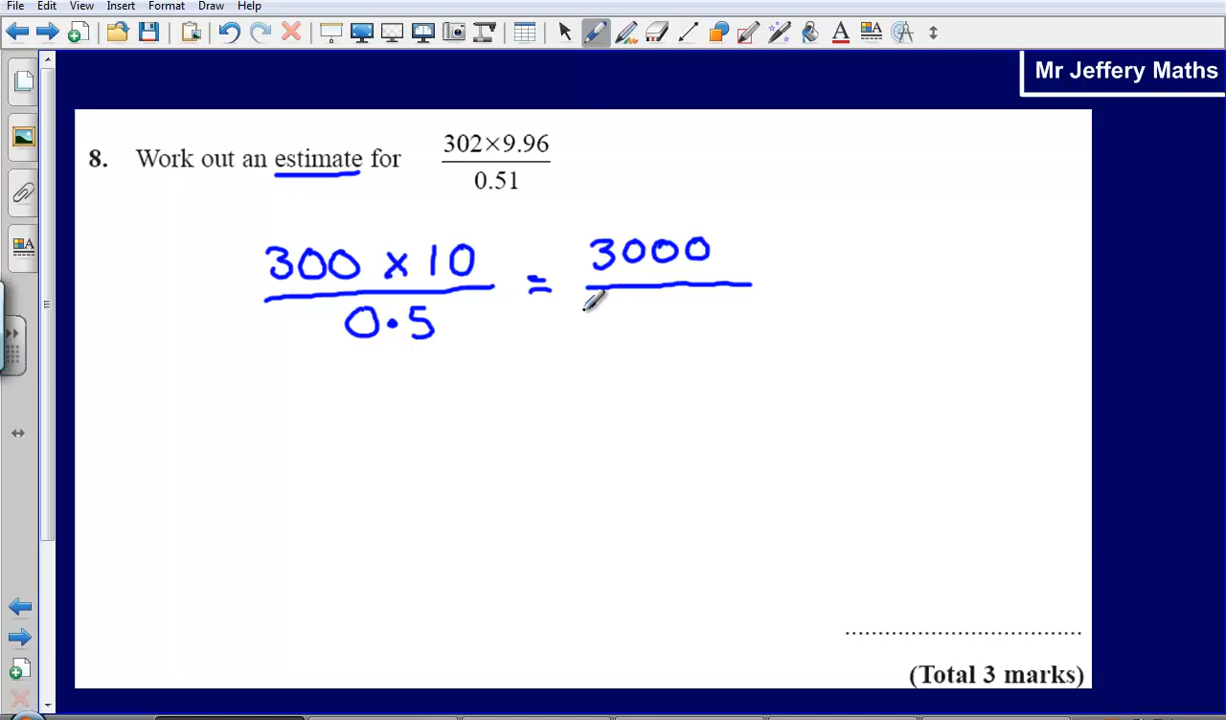 File Edit View Insert Format Draw Help
Mr Jeffery Maths
8. Work out an estimate for 302×9.96
0.51
300 x 10 = 3000
0.5
(Total 3 marks)